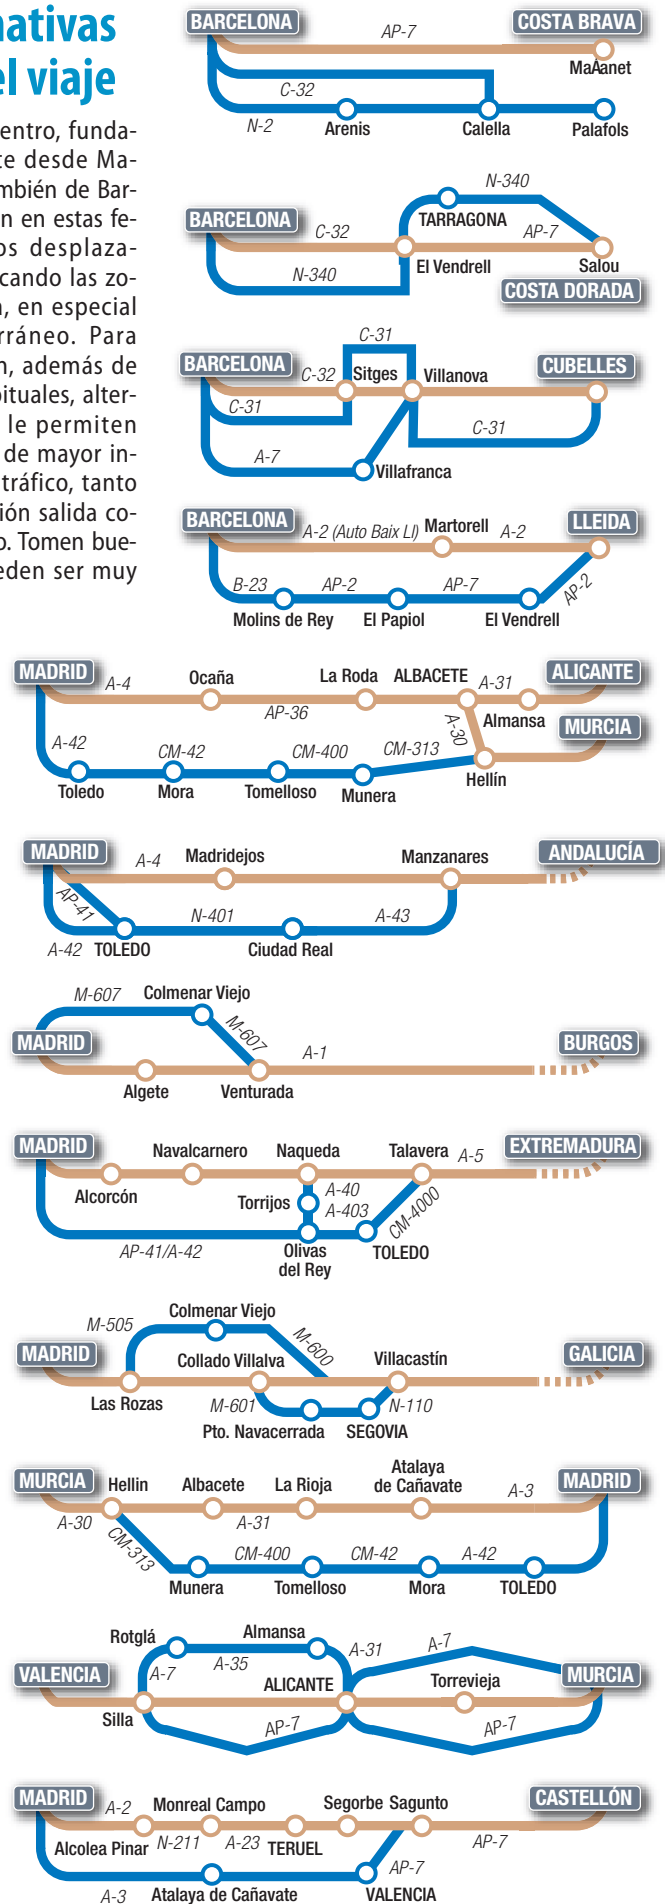 nativas
el viaje
entro, funda-
te desde Ma-
mbién de Bar-
n en estas fe-
os desplaza-
cando las zo-
a, en especial
rráneo. Para
n, además de
bituales, alter-
le permiten
de mayor in-
tráfico, tanto
ión salida co-
o. Tomen bue-
eden ser muy
BARCELONA
AP-7
COSTA BRAVA
MaAanet
C-32
N-2
Arenis
Calella
Palafols
N-340
BARCELONA
TARRAGONA
C-32
AP-7
El Vendrell
Salou
N-340
COSTA DORADA
C-31
BARCELONA
C-32
Sitges
Villanova
CUBELLES
C-31
C-31
A-7
Villafranca
BARCELONA
A-2 (Auto Baix Ll)
Martorell
A-2
LLEIDA
B-23
AP-2
AP-7
AP-2
Molins de Rey
El Papiol
El Vendrell
MADRID
A-4
Ocaña
La Roda
ALBACETE
A-31
ALICANTE
AP-36
A-30
Almansa
MURCIA
A-42
CM-42
CM-400
CM-313
Hellín
Toledo
Mora
Tomelloso
Munera
MADRID
A-4
Madridejos
Manzanares
ANDALUCÍA
AP-41
N-401
A-43
A-42
TOLEDO
Ciudad Real
M-607
Colmenar Viejo
M-607
MADRID
A-1
BURGOS
Algete
Venturada
MADRID
Navalcarnero
Naqueda
Talavera
A-5
EXTREMADURA
Alcorcón
Torrijos
A-40
A-403
CM-4000
AP-41/A-42
Olivas
del Rey
TOLEDO
M-505
Colmenar Viejo
M-600
MADRID
Collado Villalva
Villacastín
GALICIA
Las Rozas
M-601
N-110
Pto. Navacerrada
SEGOVIA
MURCIA
Hellin
Albacete
La Rioja
Atalaya
de Cañavate
A-3
MADRID
A-30
A-31
CM-313
CM-400
CM-42
A-42
Munera
Tomelloso
Mora
TOLEDO
Rotglá
Almansa
A-31
A-7
A-35
VALENCIA
A-7
ALICANTE
Torrevieja
MURCIA
Silla
AP-7
AP-7
MADRID
A-2
Monreal Campo
Segorbe
Sagunto
CASTELLÓN
Alcolea Pinar
N-211
A-23
TERUEL
AP-7
AP-7
A-3
Atalaya de Cañavate
VALENCIA